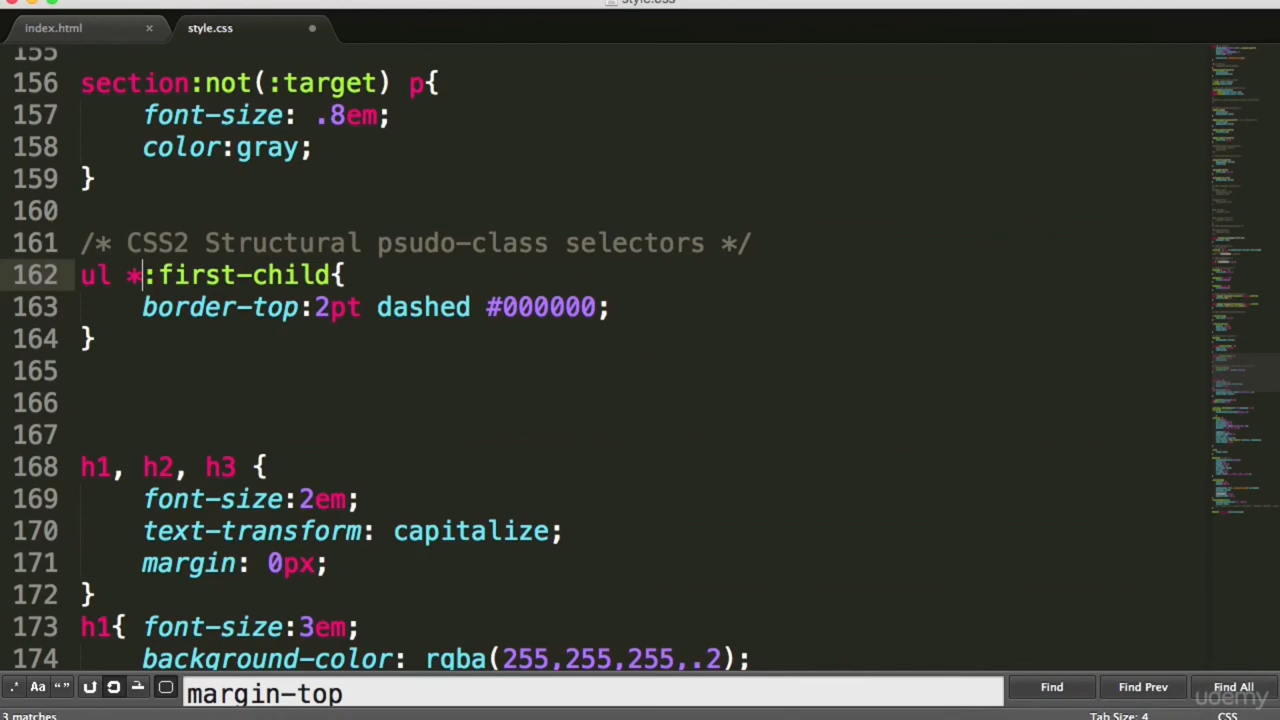 style.css
index.html × style.css
155
156 section:not(:target) p{
157 font-size: .8em;
158 color:gray;
159 }
160
161 /* CSS2 Structural psudo-class selectors */
162 ul *:first-child{
163 border-top:2pt dashed #000000;
164 }
165
166
167
168 h1, h2, h3 {
169 font-size:2em;
170 text-transform: capitalize;
171 margin: 0px;
172 }
173 h1{ font-size:3em;
174 background-color: rgba(255,255,255,.2);
.* Aa “” margin-top Find Find Prev Find All
udemy
3 matches Tab Size: 4 CSS